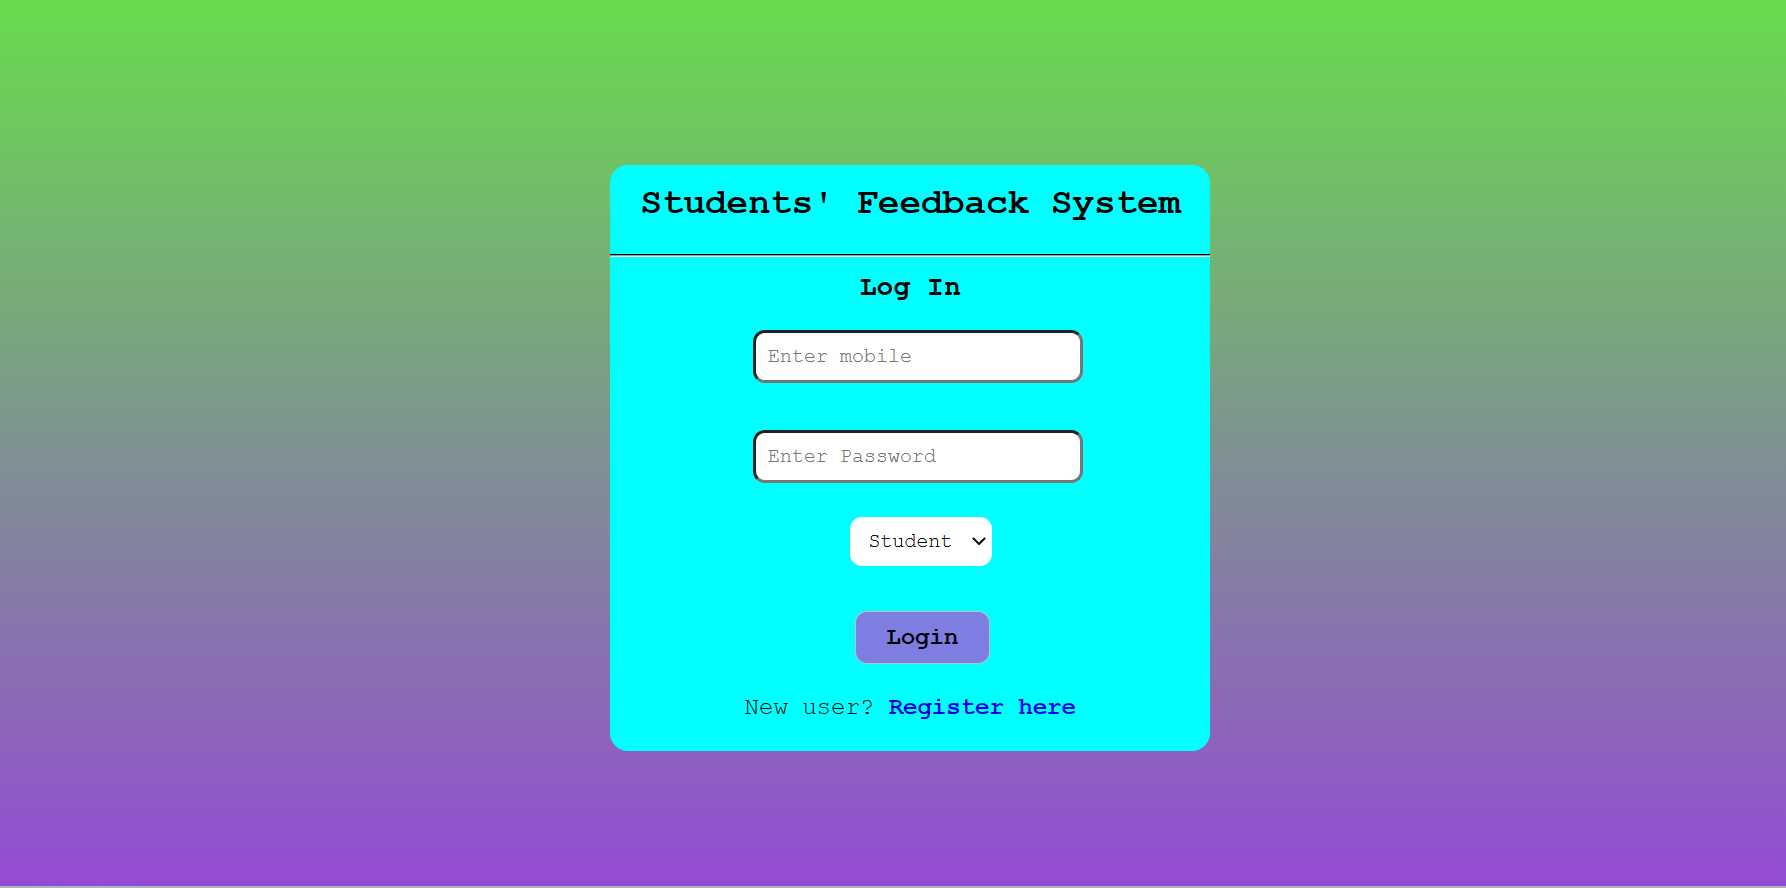 Students' Feedback System
Log In
Enter mobile
Enter Password
Student
Login
New user? Register here